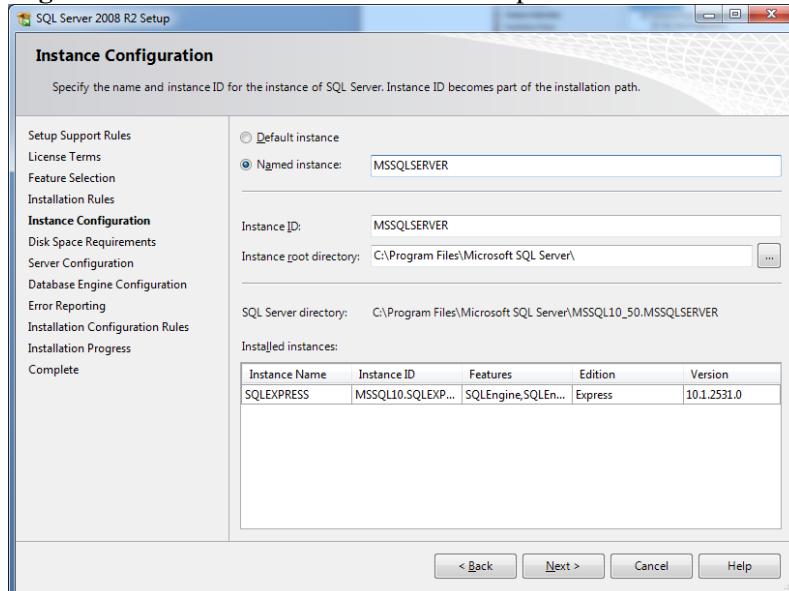 SQL Server 2008 R2 Setup
Instance Configuration
Specify the name and instance ID for the instance of SQL Server. Instance ID becomes part of the installation path.
Setup Support Rules
License Terms
Feature Selection
Installation Rules
Instance Configuration
Disk Space Requirements
Server Configuration
Database Engine Configuration
Error Reporting
Installation Configuration Rules
Installation Progress
Complete
Default instance
Named instance: MSSQLSERVER
Instance ID: MSSQLSERVER
Instance root directory: C:\Program Files\Microsoft SQL Server\ ...
SQL Server directory: C:\Program Files\Microsoft SQL Server\MSSQL10_50.MSSQLSERVER
Installed instances:
Instance Name Instance ID Features Edition Version
SQLEXPRESS MSSQL10.SQLEXP... SQLEngine,SQLEn... Express 10.1.2531.0
< Back Next > Cancel Help